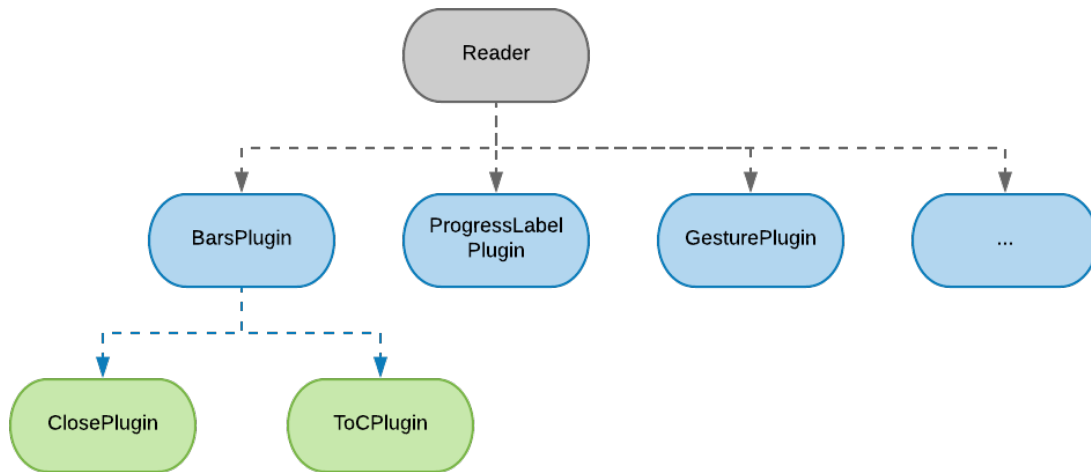 Reader
BarsPlugin
ProgressLabel
Plugin
GesturePlugin
...
ClosePlugin
ToCPlugin